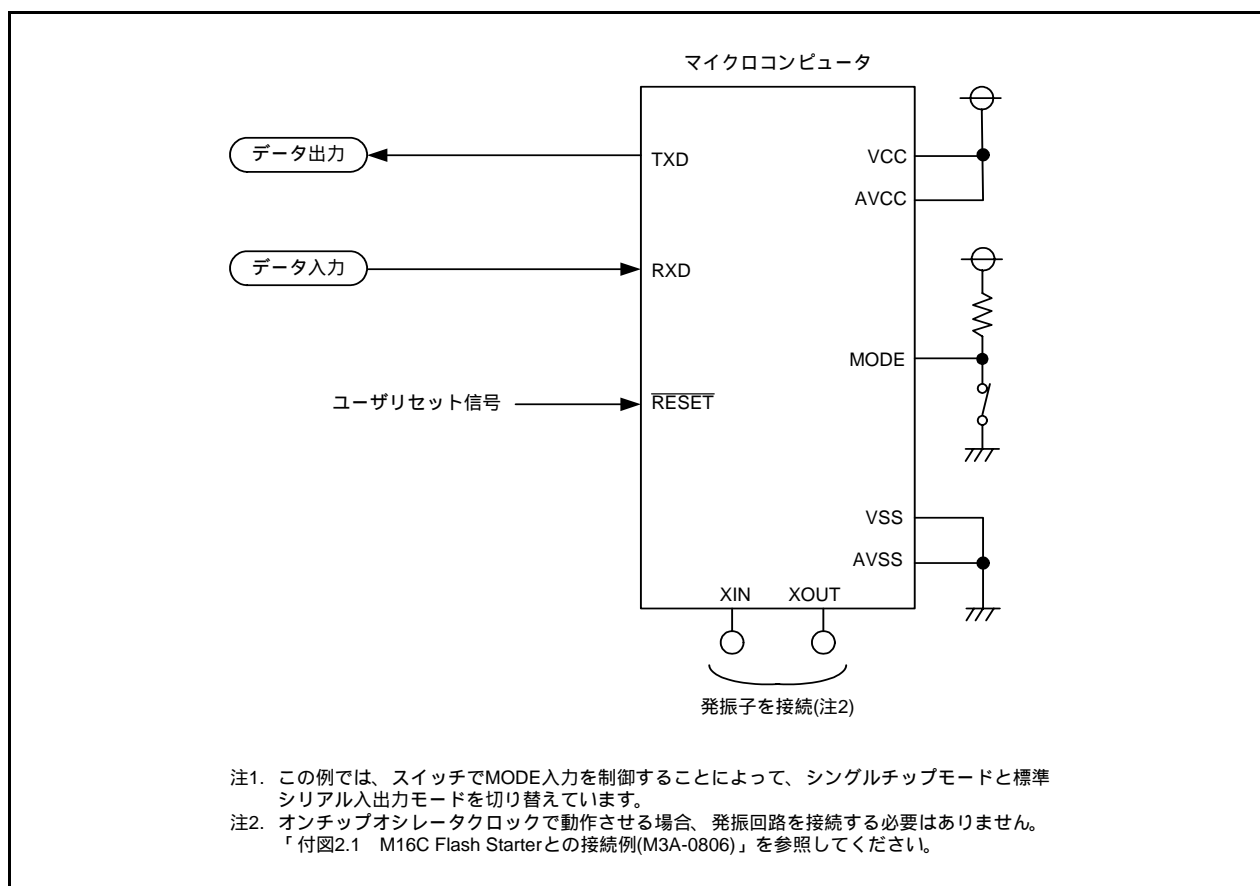 マイクロコンピュータ
データ出力
TXD
VCC
AVCC
データ入力
RXD
MODE
ユーザリセット信号
RESET
VSS
AVSS
XIN
XOUT
発振子を接続(注2)
注1. この例では、スイッチでMODE入力を制御することによって、シングルチップモードと標準
シリアル入出力モードを切り替えています。
注2. オンチップオシレータクロックで動作させる場合、発振回路を接続する必要はありません。
「付図2.1 M16C Flash Starterとの接続例(M3A-0806)」を参照してください。